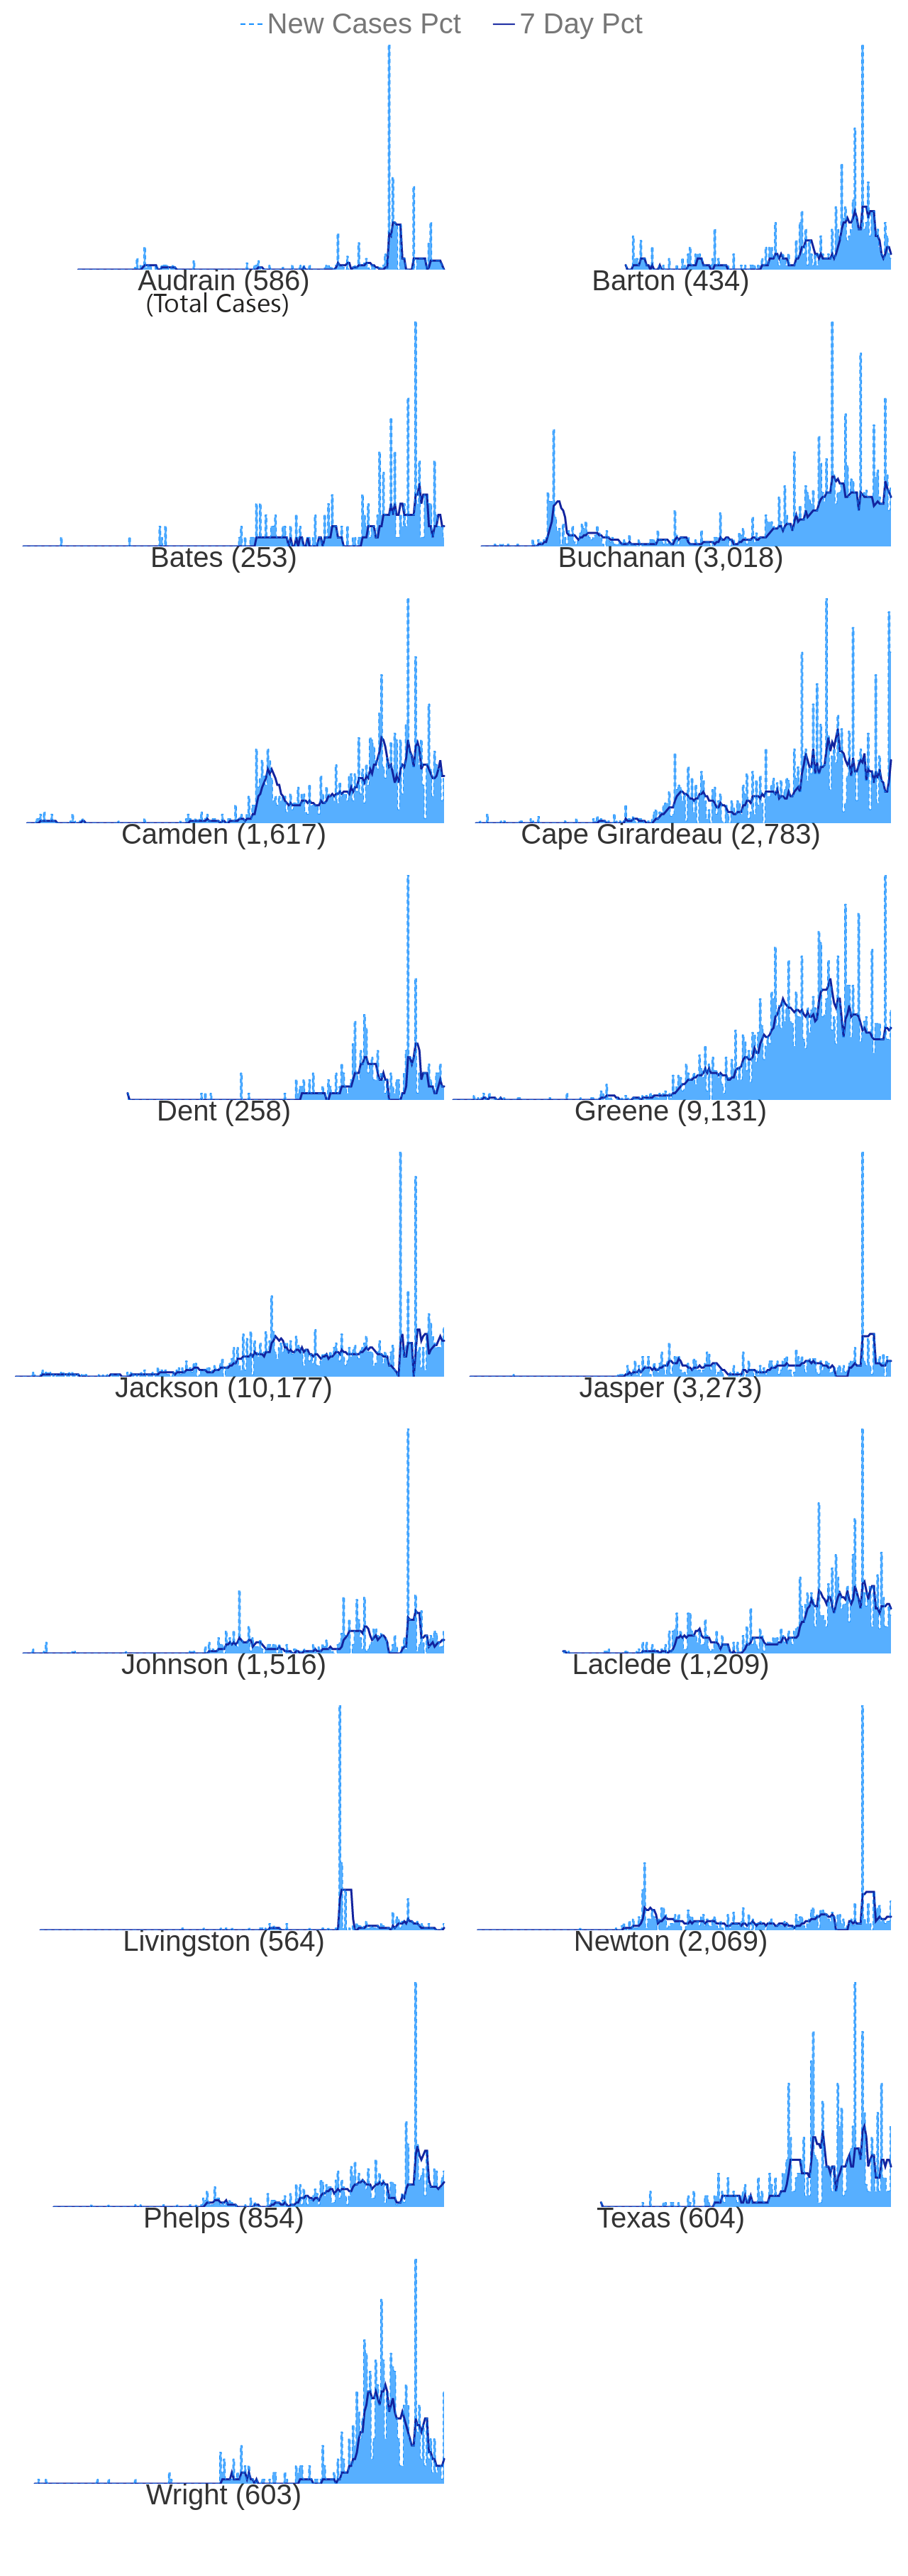 New Cases Pct 7 Day Pct
Audrain (586) Barton (434)
(Total Cases)
Bates (253) Buchanan (3,018)
Camden (1,617) Cape Girardeau (2,783)
Dent (258) Greene (9,131)
Jackson (10,177) Jasper (3,273)
Johnson (1,516) Laclede (1,209)
Livingston (564) Newton (2,069)
Phelps (854) Texas (604)
Wright (603)